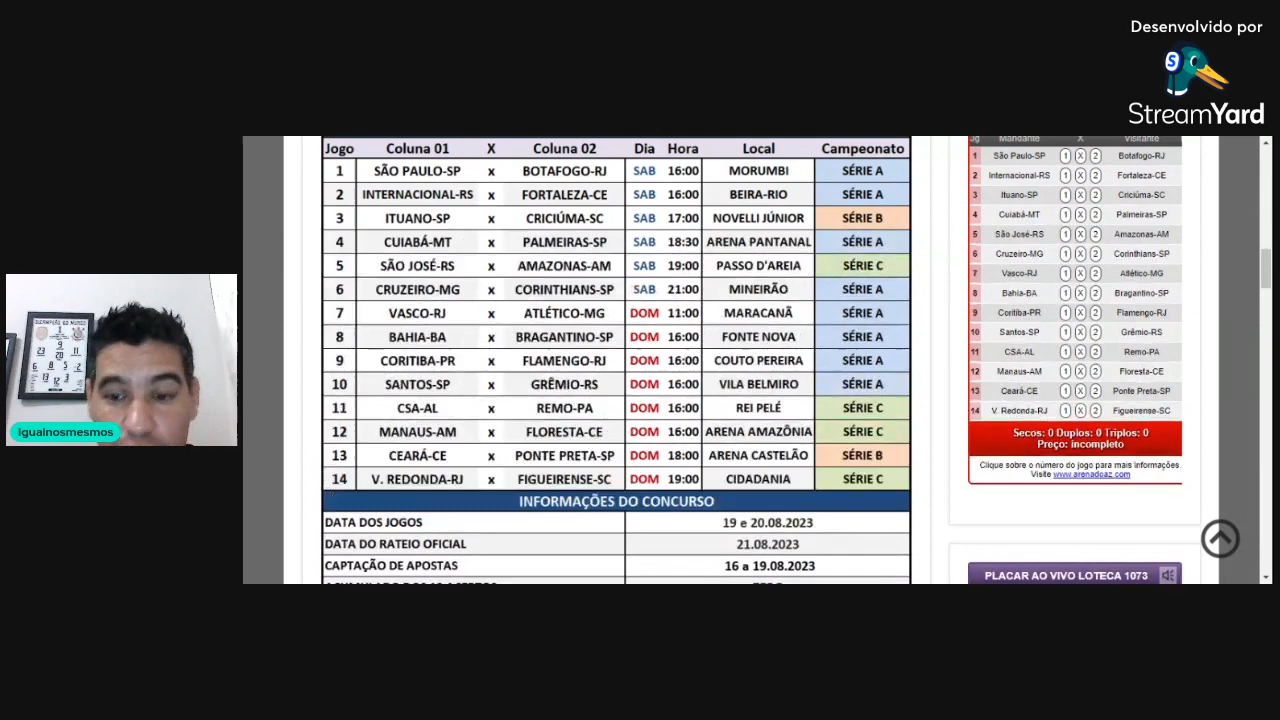 Desenvolvido por
StreamYard
Jogo Coluna 01 X Coluna 02 Dia Hora Local Campeonato
1 SÃO PAULO-SP x BOTAFOGO-RJ SAB 16:00 MORUMBI SÉRIE A
2 INTERNACIONAL-RS x FORTALEZA-CE SAB 16:00 BEIRA-RIO SÉRIE A
3 ITUANO-SP x CRICIÚMA-SC SAB 17:00 NOVELLI JÚNIOR SÉRIE B
4 CUIABÁ-MT x PALMEIRAS-SP SAB 18:30 ARENA PANTANAL SÉRIE A
5 SÃO JOSÉ-RS x AMAZONAS-AM SAB 19:00 PASSO D'AREIA SÉRIE C
6 CRUZEIRO-MG x CORINTHIANS-SP SAB 21:00 MINEIRÃO SÉRIE A
7 VASCO-RJ x ATLÉTICO-MG DOM 11:00 MARACANÃ SÉRIE A
8 BAHIA-BA x BRAGANTINO-SP DOM 16:00 FONTE NOVA SÉRIE A
9 CORITIBA-PR x FLAMENGO-RJ DOM 16:00 COUTO PEREIRA SÉRIE A
10 SANTOS-SP x GRÊMIO-RS DOM 16:00 VILA BELMIRO SÉRIE A
11 CSA-AL x REMO-PA DOM 16:00 REI PELÉ SÉRIE C
12 MANAUS-AM x FLORESTA-CE DOM 16:00 ARENA AMAZÔNIA SÉRIE C
13 CEARÁ-CE x PONTE PRETA-SP DOM 18:00 ARENA CASTELÃO SÉRIE B
14 V. REDONDA-RJ x FIGUEIRENSE-SC DOM 19:00 CIDADANIA SÉRIE C
INFORMAÇÕES DO CONCURSO
DATA DOS JOGOS 19 e 20.08.2023
DATA DO RATEIO OFICIAL 21.08.2023
CAPTAÇÃO DE APOSTAS 16 a 19.08.2023
Jg Mandante X Visitante
1 São Paulo-SP 1 X 2 Botafogo-RJ
2 Internacional-RS 1 X 2 Fortaleza-CE
3 Ituano-SP 1 X 2 Criciúma-SC
4 Cuiabá-MT 1 X 2 Palmeiras-SP
5 São José-RS 1 X 2 Amazonas-AM
6 Cruzeiro-MG 1 X 2 Corinthians-SP
7 Vasco-RJ 1 X 2 Atlético-MG
8 Bahia-BA 1 X 2 Bragantino-SP
9 Coritiba-PR 1 X 2 Flamengo-RJ
10 Santos-SP 1 X 2 Grêmio-RS
11 CSA-AL 1 X 2 Remo-PA
12 Manaus-AM 1 X 2 Floresta-CE
13 Ceará-CE 1 X 2 Ponte Preta-SP
14 V. Redonda-RJ 1 X 2 Figueirense-SC
Secos: 0 Duplos: 0 Triplos: 0
Preço: incompleto
Clique sobre o número do jogo para mais informações.
Visite www.arenadoaz.com
PLACAR AO VIVO LOTECA 1073
Igualnosmesmos